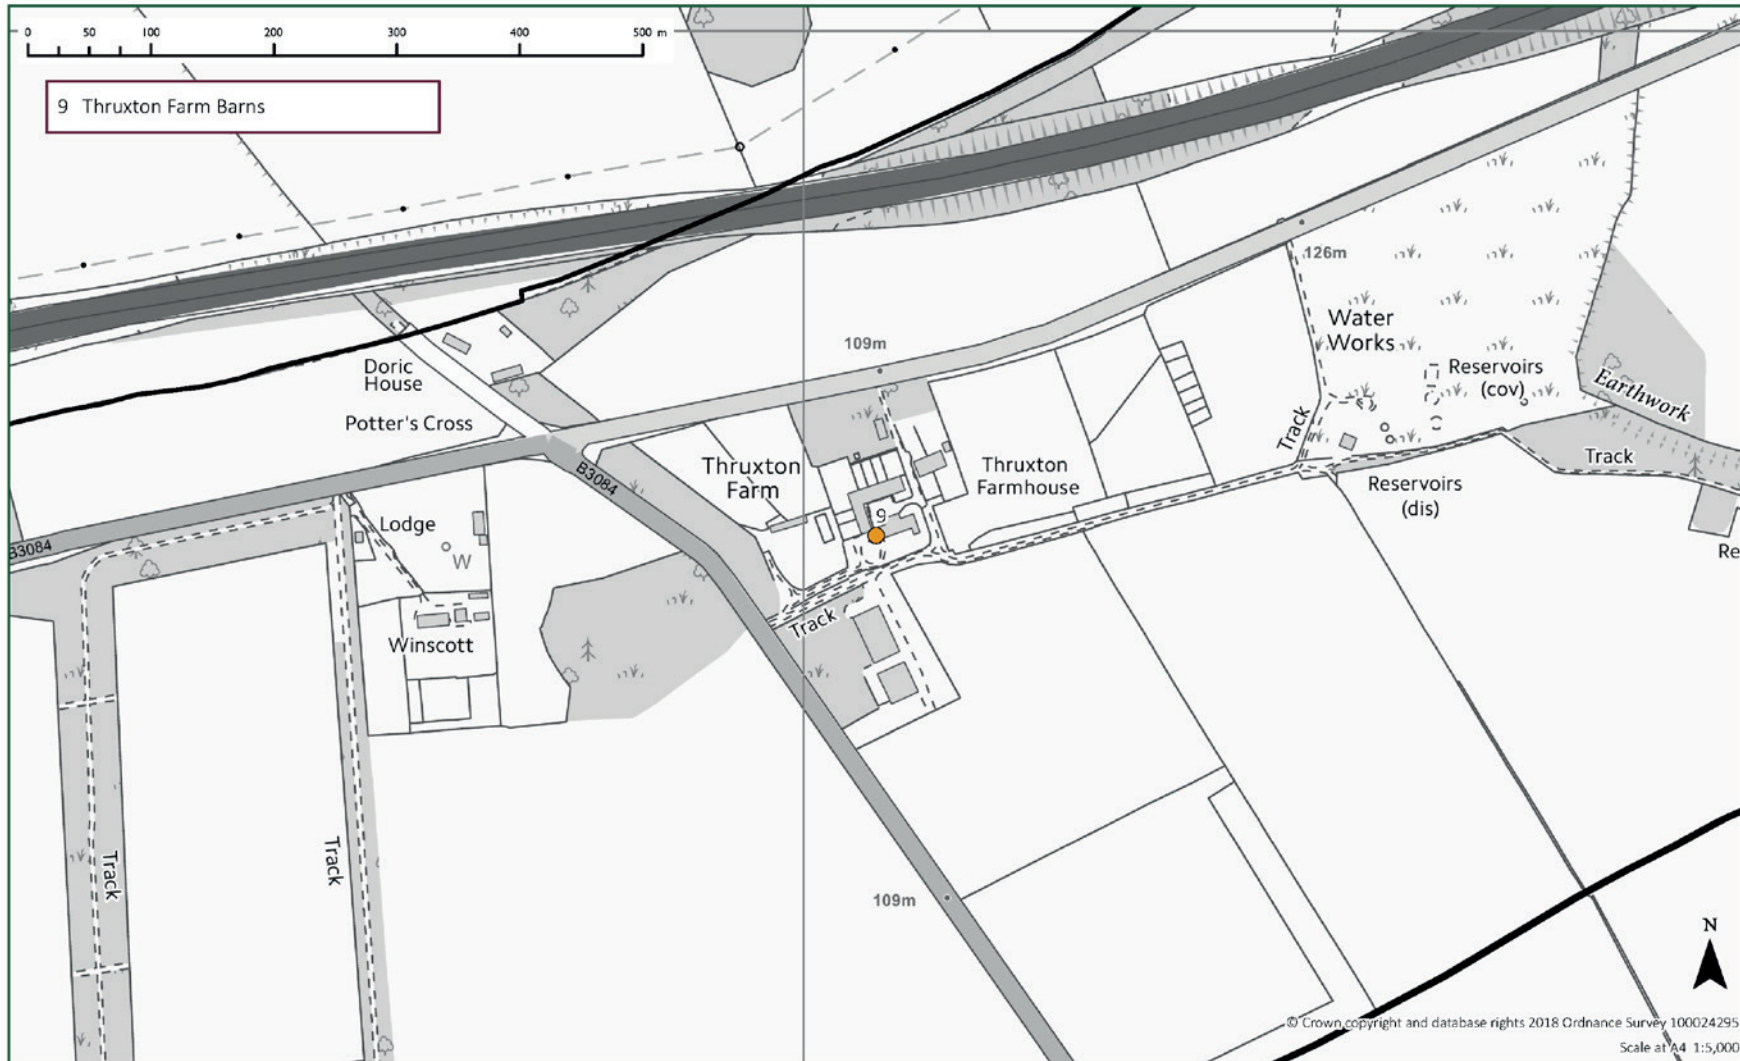 0 50 100 200 300 400 500 m
9 Thruxton Farm Barns
126m
Water
Works
109m
Doric
House
Reservoirs
(cov)
Earthwork
Potter's Cross
Track
Track
B3084
Thruxton
Farm
Thruxton
Farmhouse
Reservoirs
(dis)
9
Lodge
B3084
W
Re
Track
Winscott
Track
Track
109m
N
© Crown copyright and database rights 2018 Ordnance Survey 100024295
Scale at A4 1:5,000